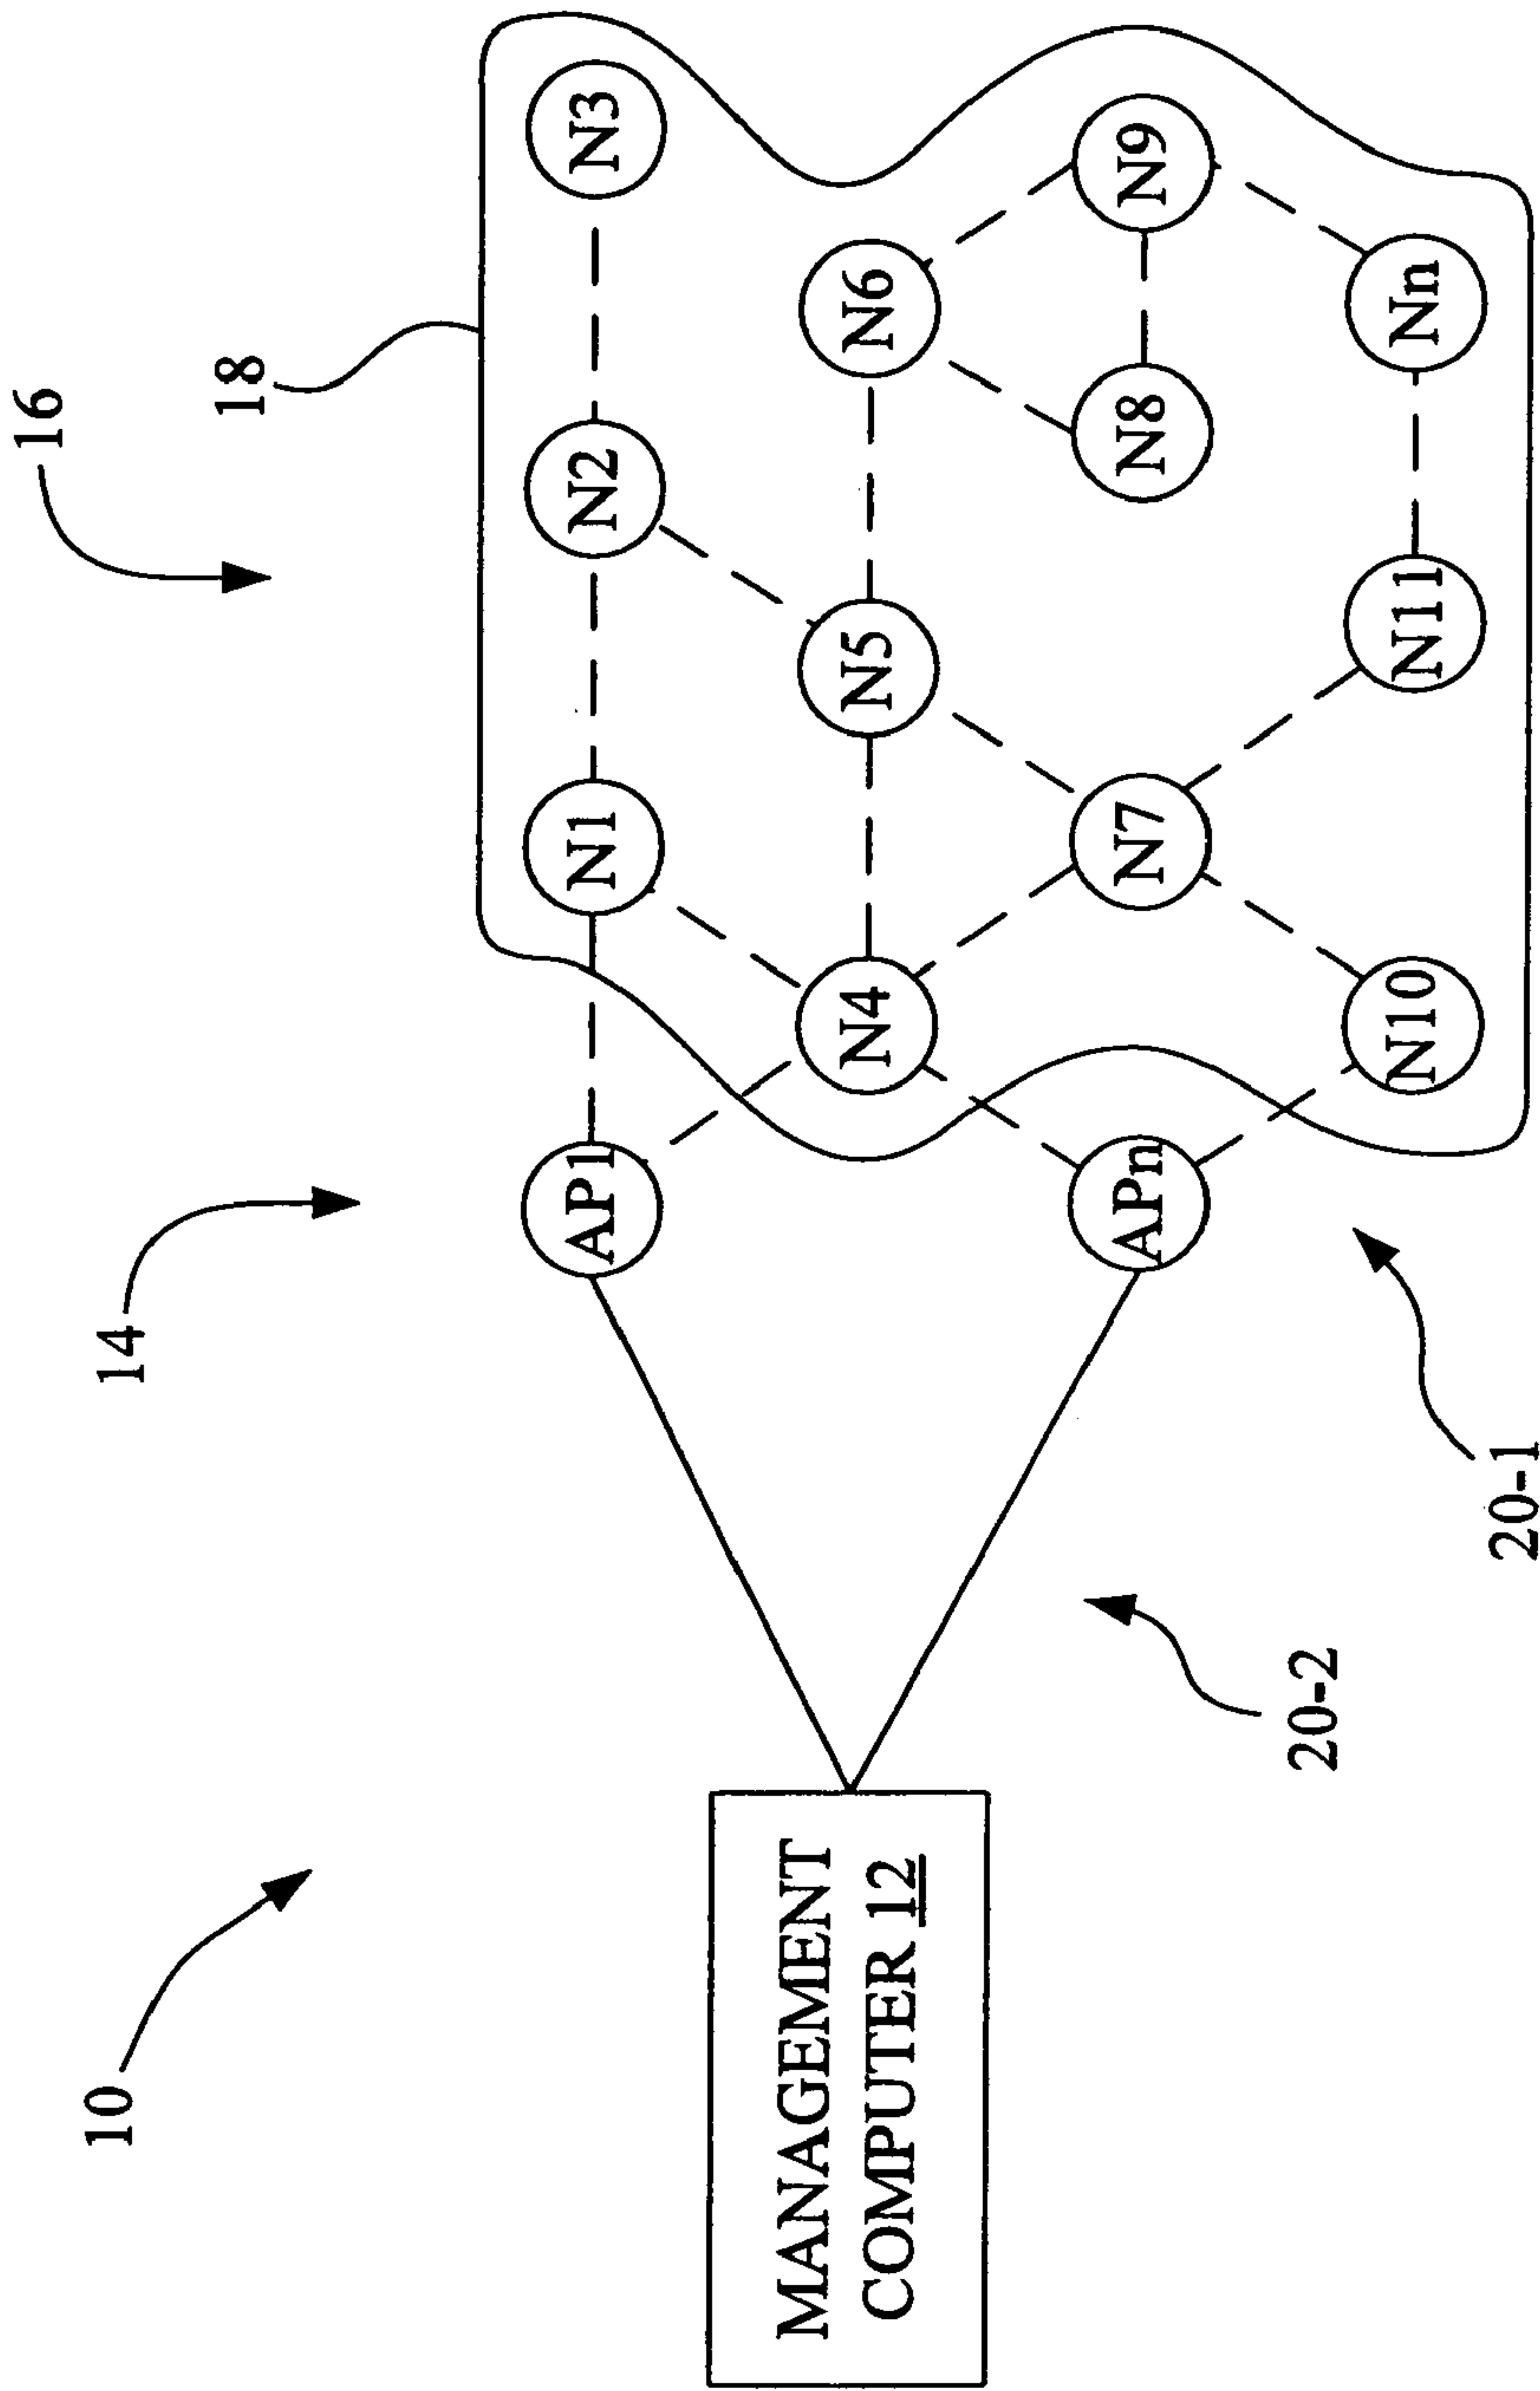 16
18
14
10
N1
N2
N3
AP1
N4
N5
N6
MANAGEMENT
COMPUTER 12
N8
N7
N9
APn
N10
N11
Nn
20-2
20-1